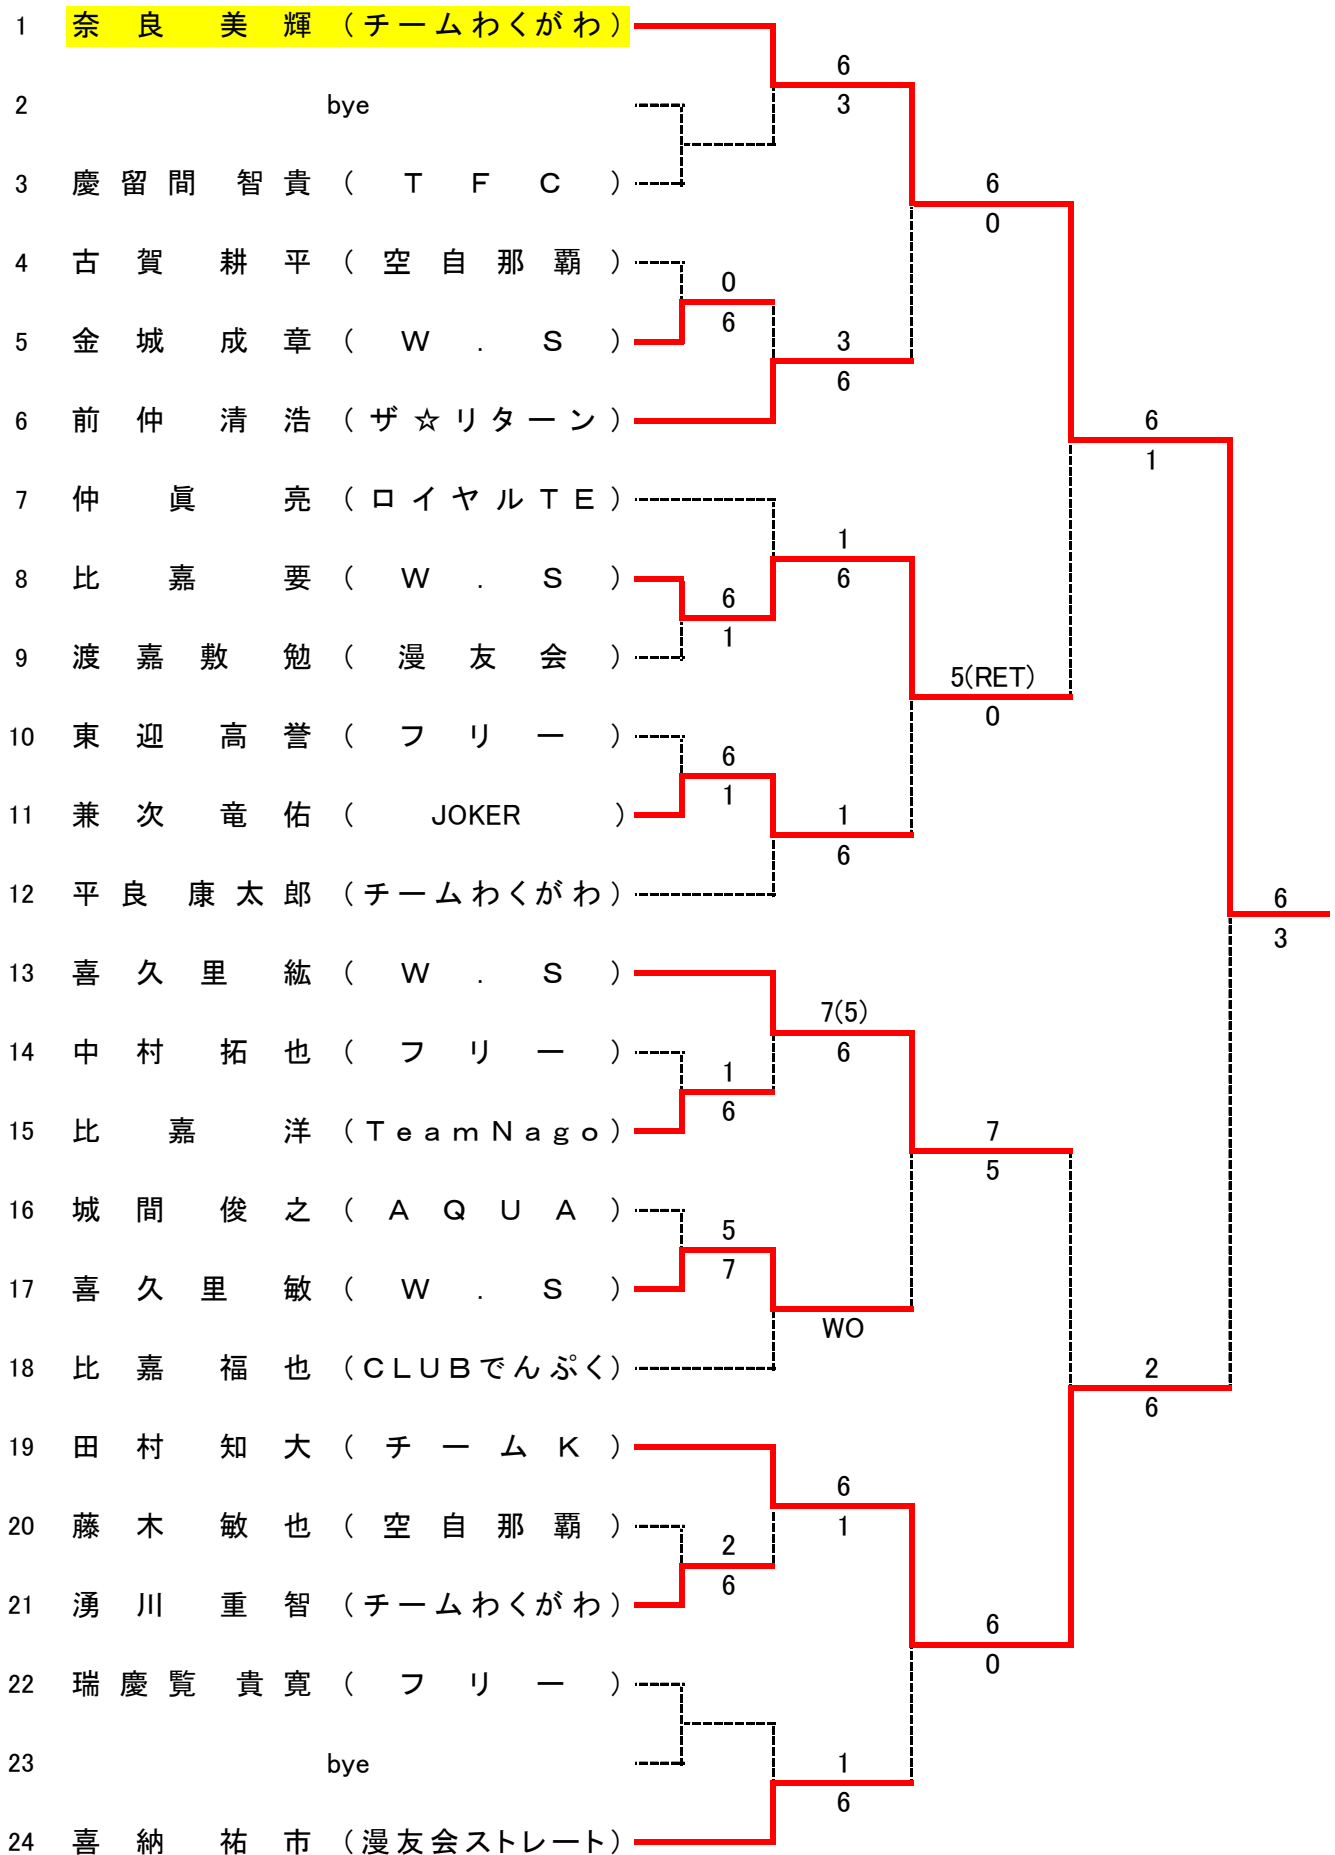 1 奈良 美輝 (チームわくがわ)
6
2 bye 3
3 慶留間 智貴 (TFC) 6
0
4 古賀 耕平 (空自那覇) 0
5 金城 成章 (W.S) 6 3
6
6 前仲 清浩 (ザ☆リターン) 6
1
7 仲眞 亮 (ロイヤルTE)
1
8 比嘉 要 (W.S) 6 6
9 渡嘉敷 勉 (漫友会) 1
5(RET)
0
10 東迎 高誉 (フリー) 6
11 兼次 竜佑 (JOKER) 1 1
6
12 平良 康太郎 (チームわくがわ) 6
3
13 喜久里 紘 (W.S)
7(5)
14 中村 拓也 (フリー) 6
1
15 比嘉 洋 (TeamNago) 6 7
5
16 城間 俊之 (AQUA) 5
17 喜久里 敏 (W.S) 7
WO
18 比嘉 福也 (CLUBでんぷく) 2
6
19 田村 知大 (チームK)
6
20 藤木 敏也 (空自那覇) 2 1
21 湧川 重智 (チームわくがわ) 6
6
0
22 瑞慶覧 貴寛 (フリー)
23 bye 1
6
24 喜納 祐市 (漫友会ストレート)